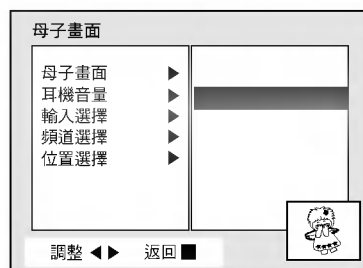 母子畫面
母子畫面 ▶
耳機音量 ▶
輸入選擇 ▶
頻道選擇 ▶
位置選擇 ▶
調整 ◀▶ 返回 ■